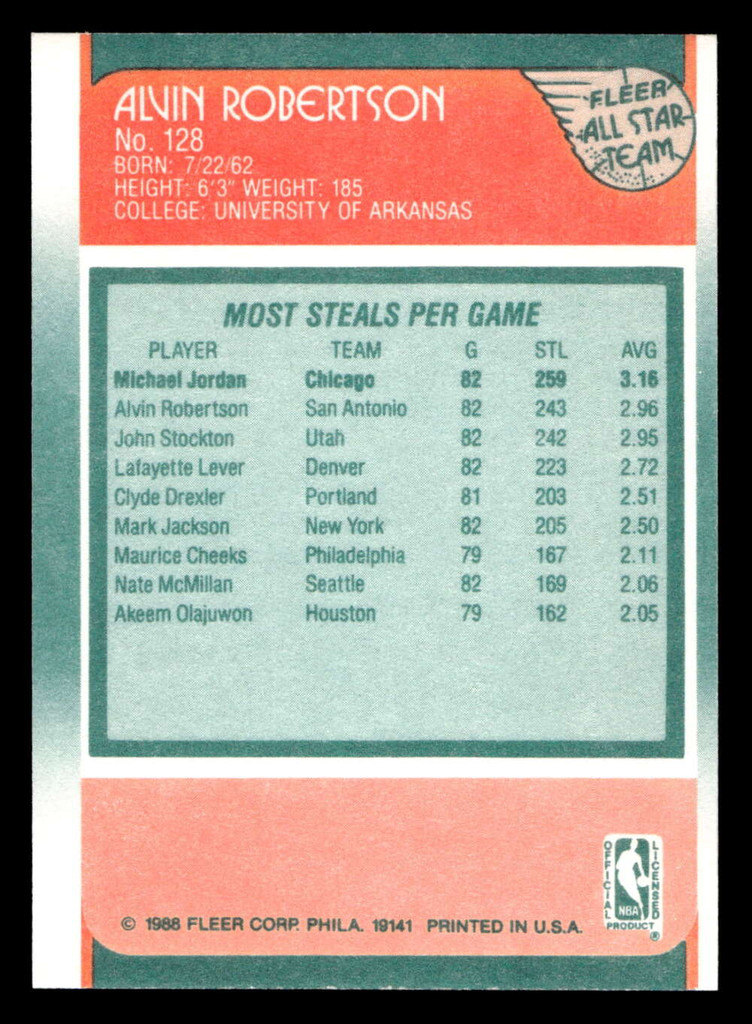 ALVIN ROBERTSON
No. 128
BORN: 7/22/62
HEIGHT: 6'3" WEIGHT: 185
COLLEGE: UNIVERSITY OF ARKANSAS
FLEER
ALL STAR
TEAM
MOST STEALS PER GAME
PLAYER TEAM G STL AVG
Michael Jordan Chicago 82 259 3.16
Alvin Robertson San Antonio 82 243 2.96
John Stockton Utah 82 242 2.95
Lafayette Lever Denver 82 223 2.72
Clyde Drexler Portland 81 203 2.51
Mark Jackson New York 82 205 2.50
Maurice Cheeks Philadelphia 79 167 2.11
Nate McMillan Seattle 82 169 2.06
Akeem Olajuwon Houston 79 162 2.05
OFFICIAL
LICENSED
NBA
PRODUCT
®
© 1988 FLEER CORP. PHILA. 19141 PRINTED IN U.S.A.